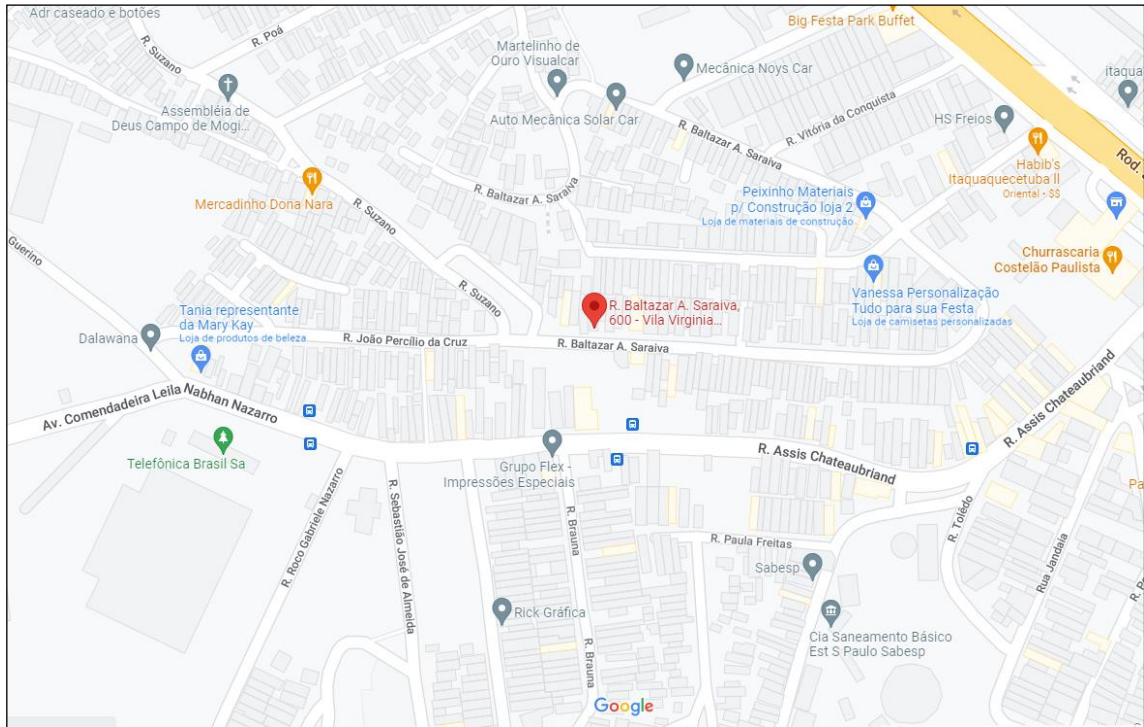 Adr caseado e botões
R. Suzano
R. Poá
Big Festa Park Buffet
Martelinho de
Ouro Visualcar
Mecânica Noys Car
itaqua
Assembléia de
Deus Campo de Mogi...
Auto Mecânica Solar Car
R. Baltazar A. Saraiva
R. Vitória da Conquista
HS Freios
Rod.
Habib's
Itaquaquecetuba II
Oriental · $$
Mercadinho Dona Nara
R. Baltazar A. Saraiva
Peixinho Materiais
p/ Construção loja 2
Loja de materiais de construção
R. Suzano
Guerino
Churrascaria
Costelão Paulista
Tania representante
da Mary Kay
Loja de produtos de beleza
R. Suzano
R. Baltazar A. Saraiva,
600 - Vila Virginia...
Vanessa Personalização
Tudo para sua Festa
Loja de camisetas personalizadas
Dalawana
R. João Percílio da Cruz
R. Baltazar A. Saraiva
Av. Comendadeira Leila Nabhan Nazarro
R. Assis Chateaubriand
Telefônica Brasil Sa
Grupo Flex -
Impressões Especiais
R. Assis Chateaubriand
Pa
R. Roco Gabriele Nazarro
R. Sebastião José de Almeida
R. Brauna
R. Paula Freitas
R. Tolêdo
Rua Jandaia
R. P
Sabesp
Rick Gráfica
Cia Saneamento Básico
Est S Paulo Sabesp
R. Brauna
Google